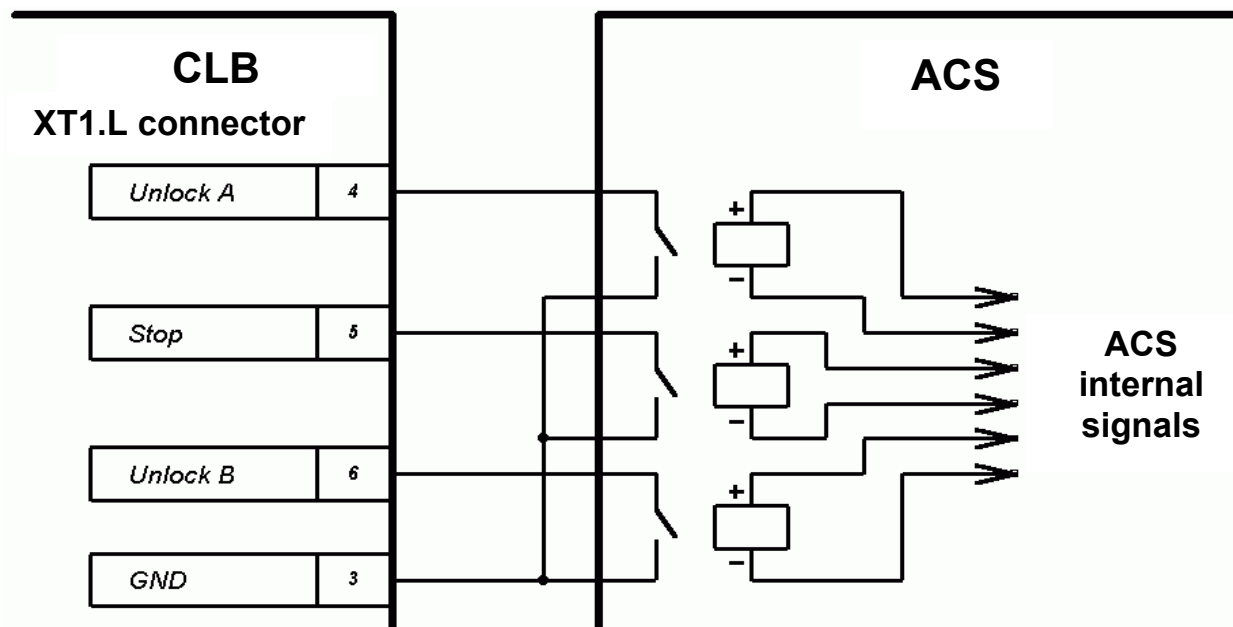 CLB
XT1.L connector
ACS
Unlock A 4
Stop 5
Unlock B 6
GND 3
+
−
+
−
+
−
ACS
internal
signals